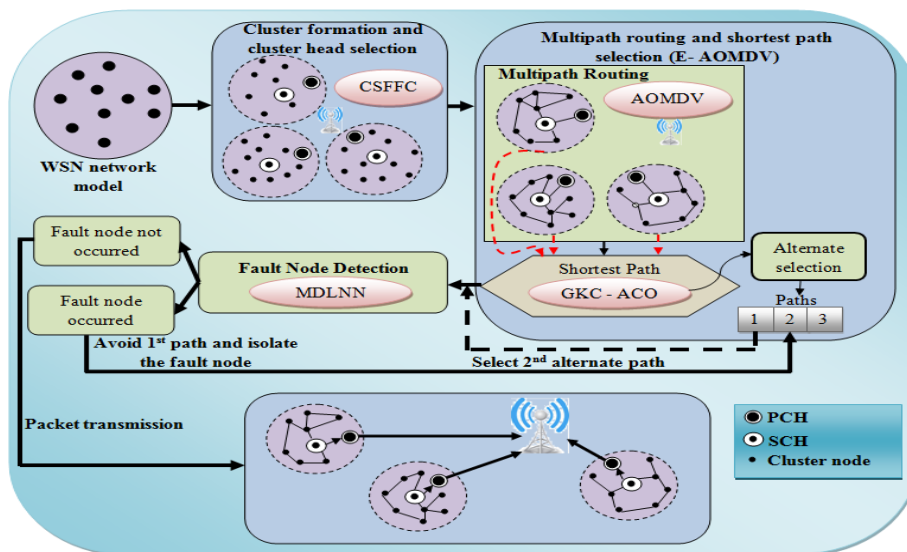 Cluster formation and
cluster head selection
CSFFC
WSN network
model
Multipath routing and shortest path
selection (E- AOMDV)
Multipath Routing
AOMDV
Shortest Path
GKC - ACO
Alternate
selection
Paths
1 2 3
Fault node not
occurred
Fault node
occurred
Fault Node Detection
MDLNN
Avoid 1st path and isolate
the fault node
Select 2nd alternate path
Packet transmission
PCH
SCH
Cluster node